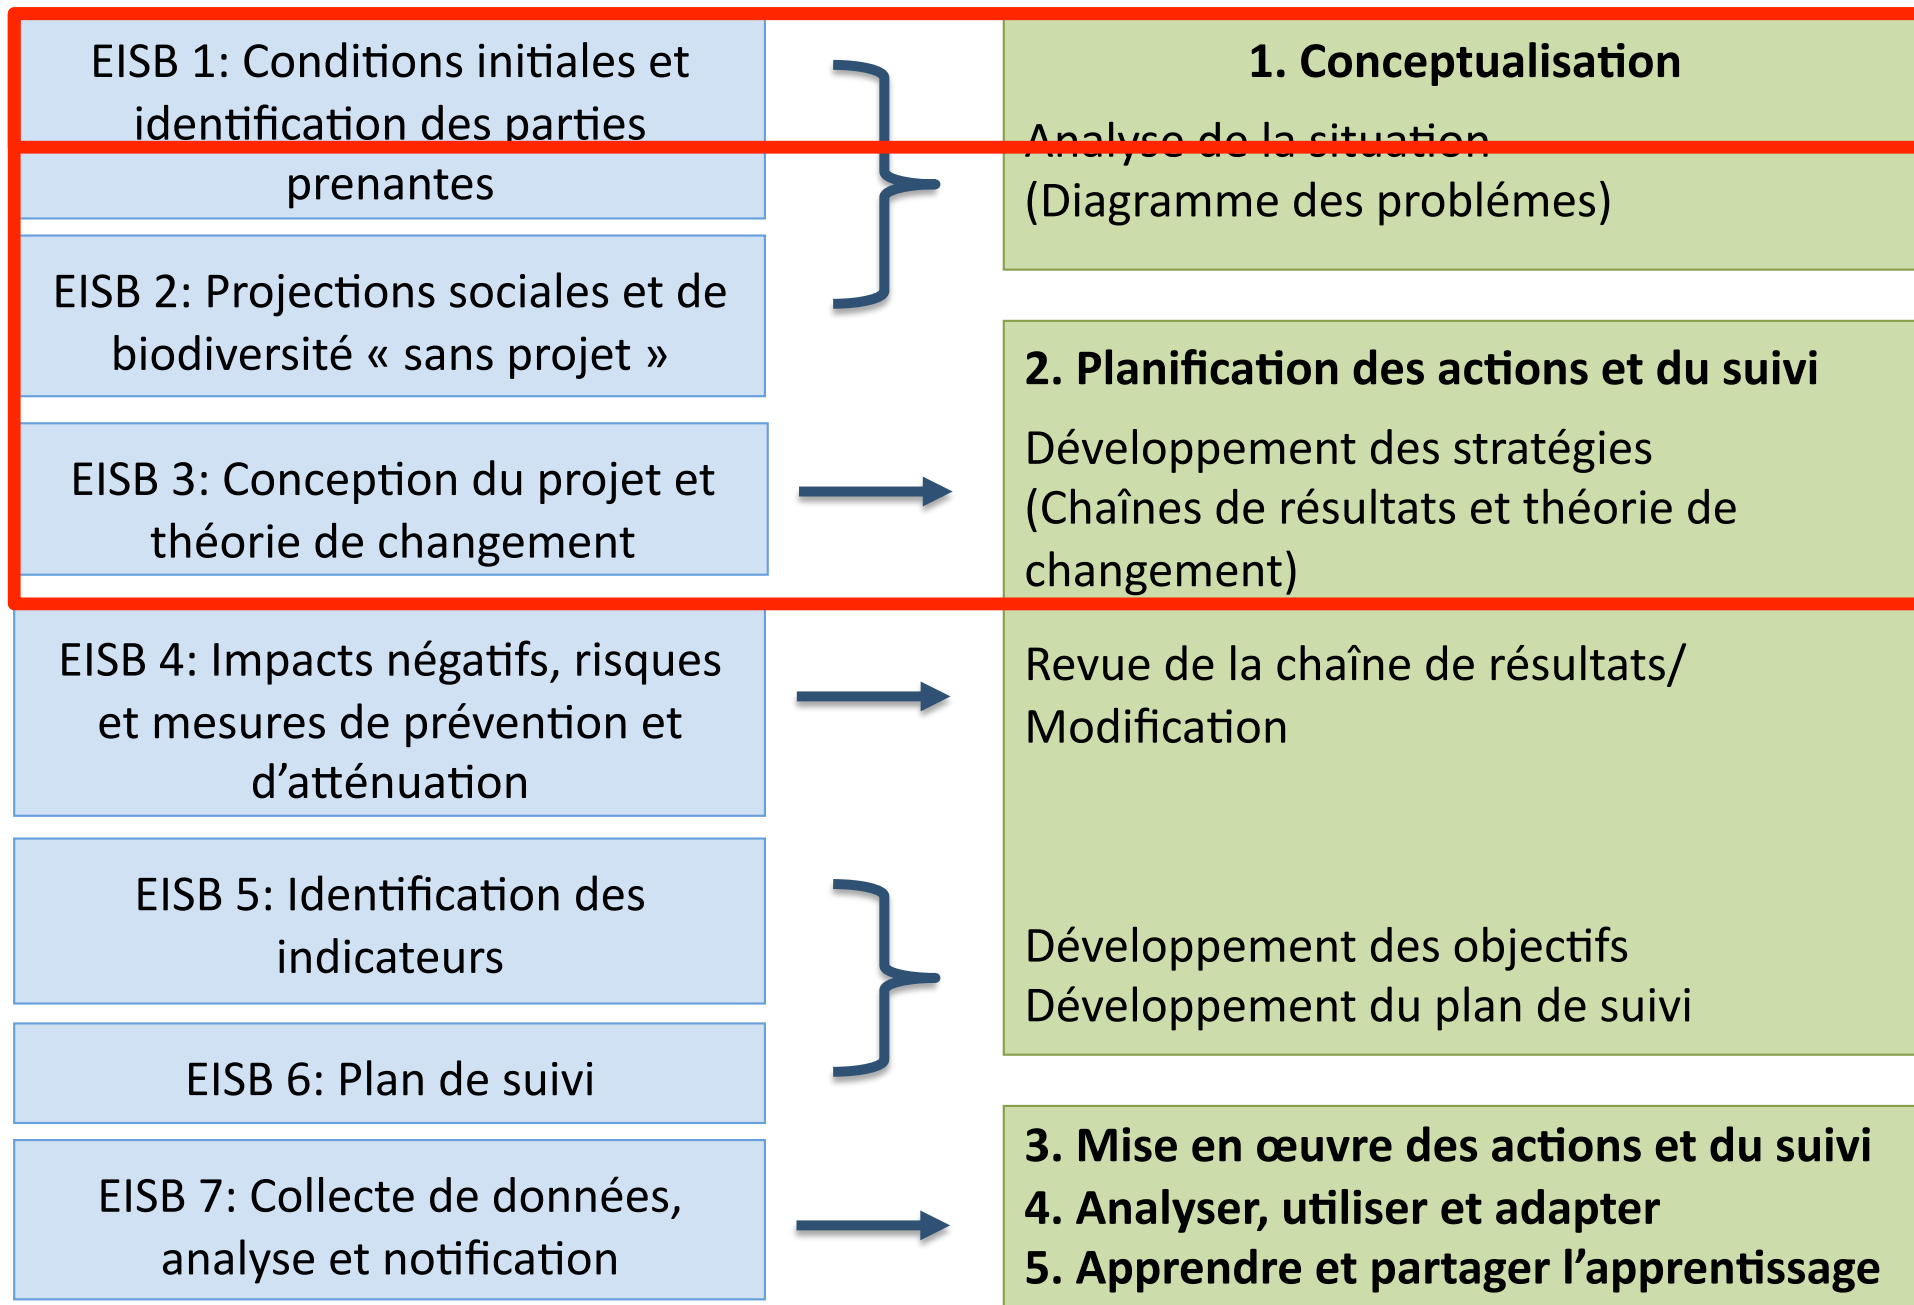 EISB 1: Conditions initiales et
identification des parties
prenantes
EISB 2: Projections sociales et de
biodiversité « sans projet »
EISB 3: Conception du projet et
théorie de changement
EISB 4: Impacts négatifs, risques
et mesures de prévention et
d’atténuation
EISB 5: Identification des
indicateurs
EISB 6: Plan de suivi
EISB 7: Collecte de données,
analyse et notification
1. Conceptualisation
Analyse de la situation
(Diagramme des problémes)
2. Planification des actions et du suivi
Développement des stratégies
(Chaînes de résultats et théorie de
changement)
Revue de la chaîne de résultats/
Modification
Développement des objectifs
Développement du plan de suivi
3. Mise en œuvre des actions et du suivi
4. Analyser, utiliser et adapter
5. Apprendre et partager l’apprentissage